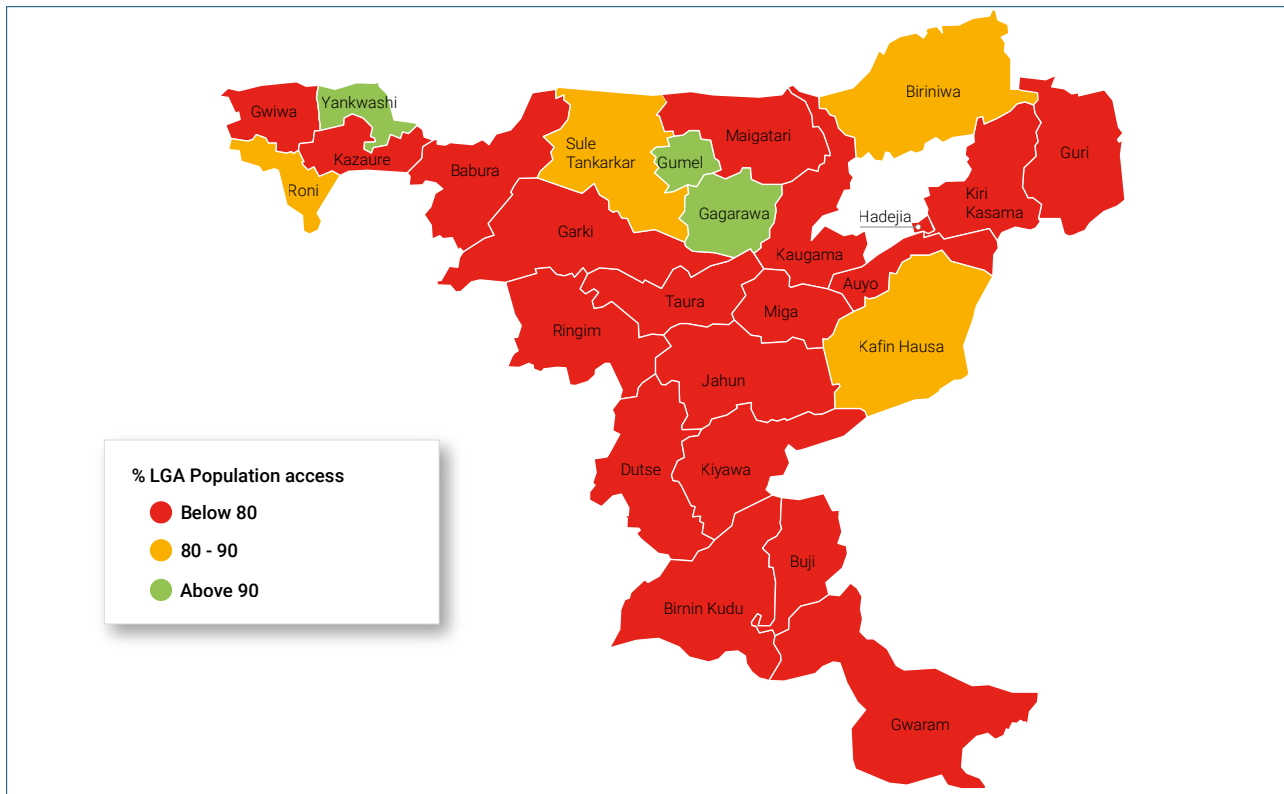 Biriniwa
Yankwashi
Gwiwa
Maigatari
Sule
Tankarkar
Kazaure
Gumel
Guri
Babura
Roni
Kiri
Kasama
Gagarawa
Hadejia
Garki
Kaugama
Auyo
Taura
Miga
Ringim
Kafin Hausa
Jahun
Dutse
Kiyawa
% LGA Population access
Below 80
80 - 90
Above 90
Buji
Birnin Kudu
Gwaram